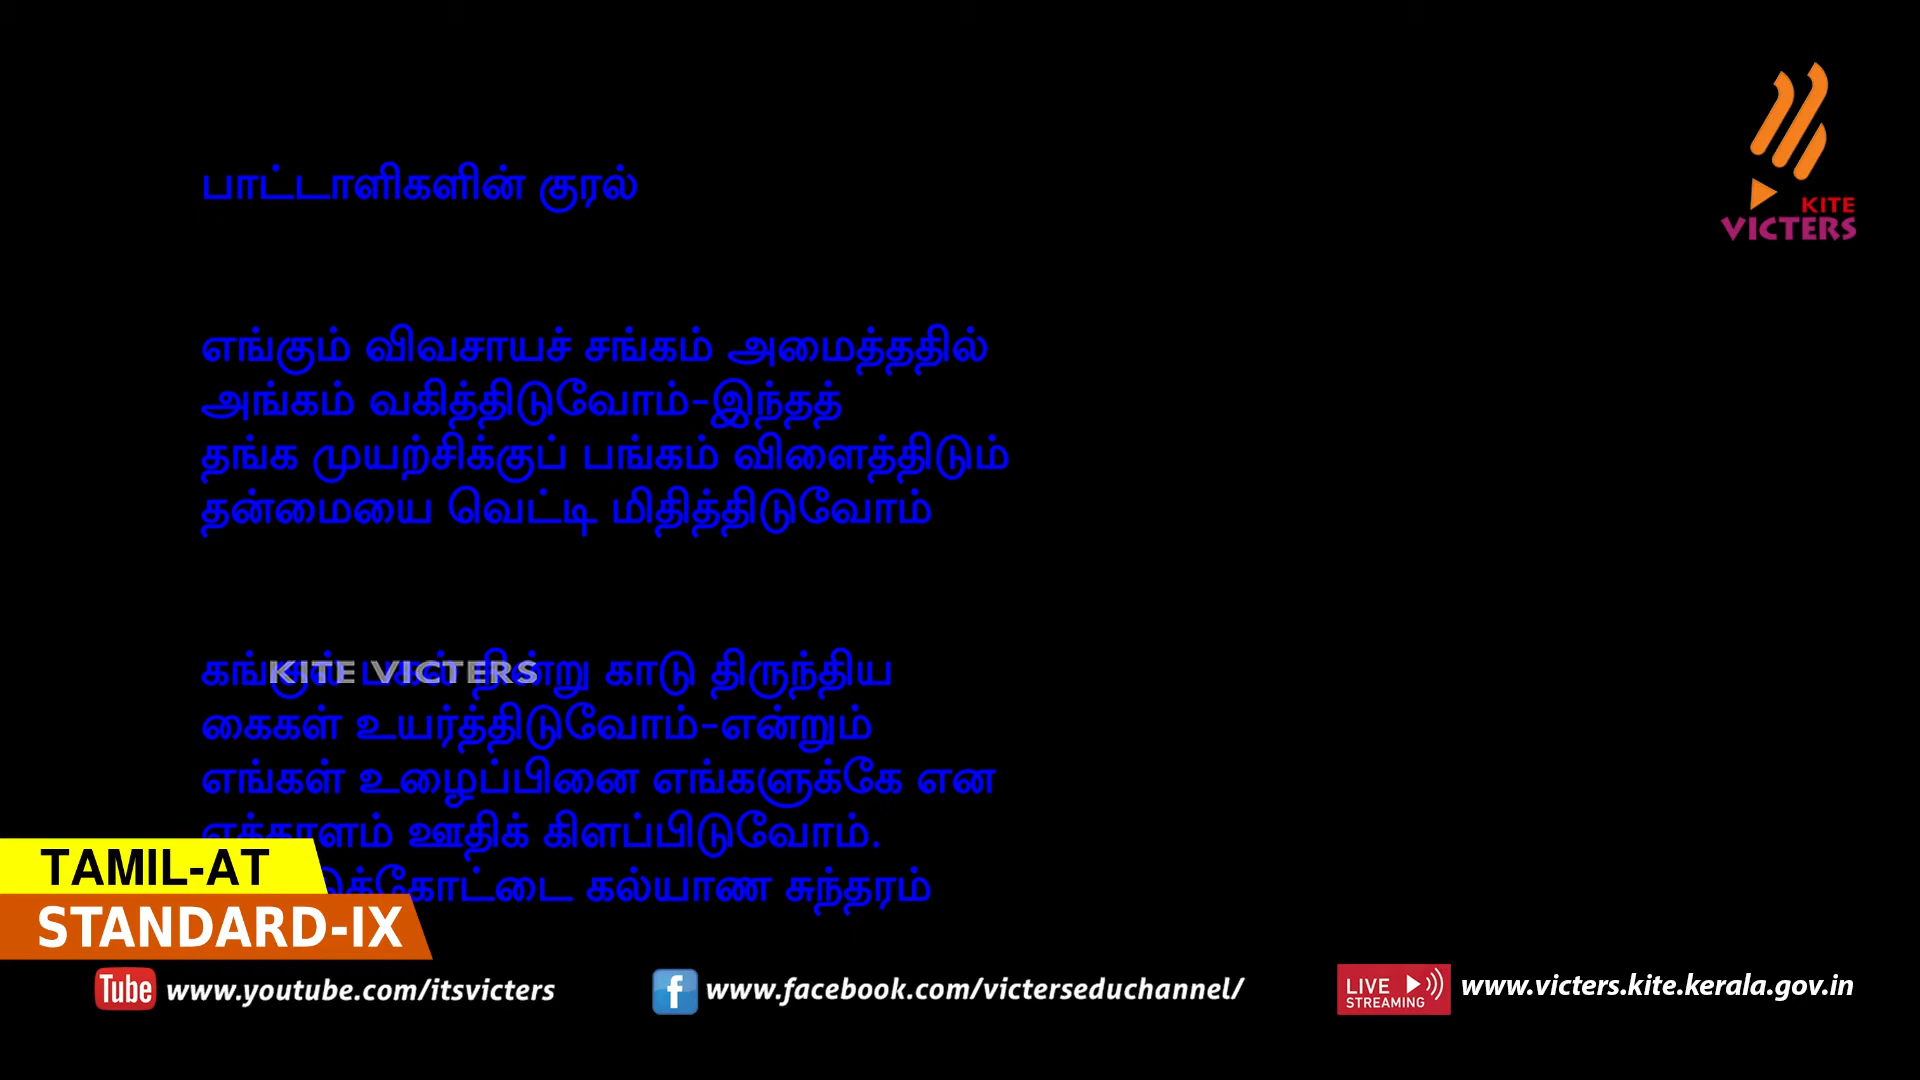 பாட்டாளிகளின் குரல்
எங்கும் விவசாயச் சங்கம் அமைத்ததில்
அங்கம் வகித்திடுவோம்-இந்தத்
தங்க முயற்சிக்குப் பங்கம் விளைத்திடும்
தன்மையை வெட்டி மிதித்திடுவோம்
கங்குல் பகல் நின்று காடு திருந்திய
கைகள் உயர்த்திடுவோம்-என்றும்
எங்கள் உழைப்பினை எங்களுக்கே என
ஊதிக் கிளப்பிடுவோம்.
கல்யாண சுந்தரம்
KITE VICTERS
KITE
VICTERS
TAMIL-AT
STANDARD-IX
Tube www.youtube.com/itsvicters
f www.facebook.com/victerseduchannel/
LIVE STREAMING www.victers.kite.kerala.gov.in